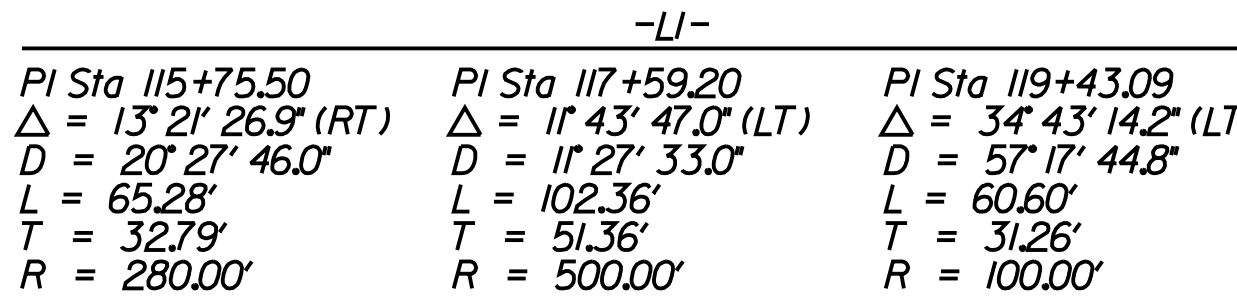 -L1-
PI Sta 115+75.50
△ = 13° 21' 26.9" (RT)
D = 20° 27' 46.0"
L = 65.28'
T = 32.79'
R = 280.00'
PI Sta 117+59.20
△ = 11° 43' 47.0" (LT)
D = 11° 27' 33.0"
L = 102.36'
T = 51.36'
R = 500.00'
PI Sta 119+43.09
△ = 34° 43' 14.2" (LT
D = 57° 17' 44.8"
L = 60.60'
T = 31.26'
R = 100.00'